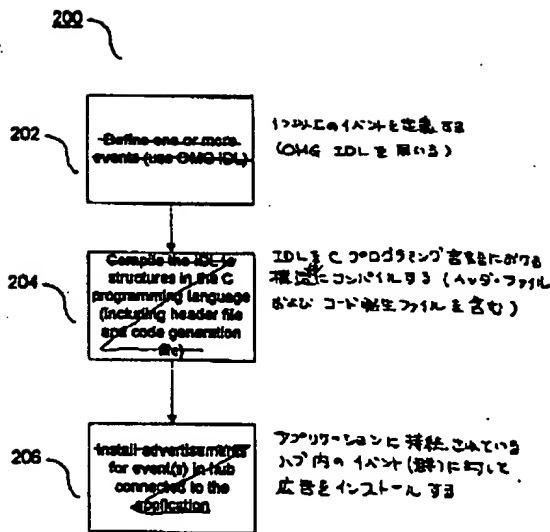 200
202
Define one or more
events (use OMG IDL)
1つ以上のイベントを定義する
(OMG IDLを用いる)
204
Compile the IDL to
structures in the C
programming language
(including header file
and code generation
file)
IDLをCプログラミング言語における
構造にコンパイルする(ヘッダ・ファイル
および コード発生ファイルを含む)
206
Install advertisements
for event(s) in hub
connected to the
application
アプリケーションに接続されている
ハブ内のイベント(群)に対して
広告をインストールする